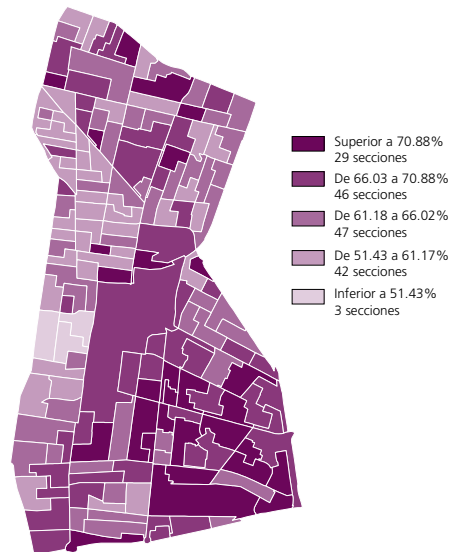 Superior a 70.88%
29 secciones
De 66.03 a 70.88%
46 secciones
De 61.18 a 66.02%
47 secciones
De 51.43 a 61.17%
42 secciones
Inferior a 51.43%
3 secciones